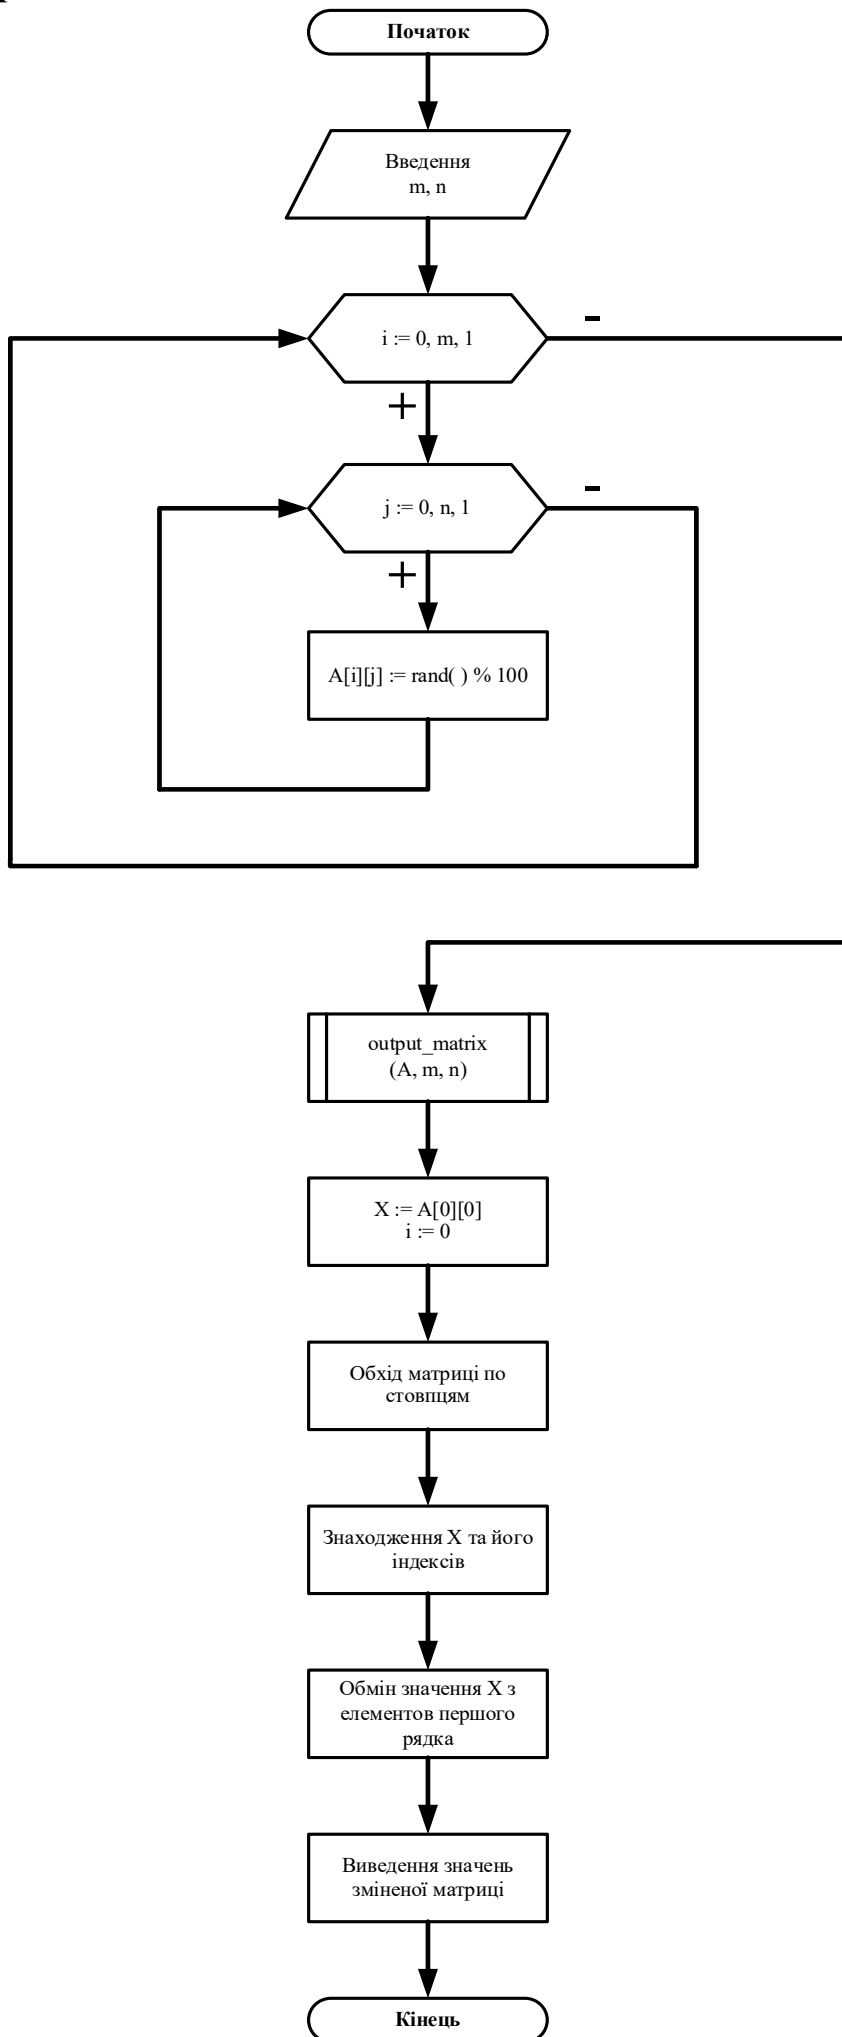 Початок
Введення
m, n
i := 0, m, 1
-
+
j := 0, n, 1
-
+
A[i][j] := rand( ) % 100
output_matrix
(A, m, n)
X := A[0][0]
i := 0
Обхід матриці по
стовпцям
Знаходження X та його
індексів
Обмін значення X з
елементов першого
рядка
Виведення значень
зміненої матриці
Кінець